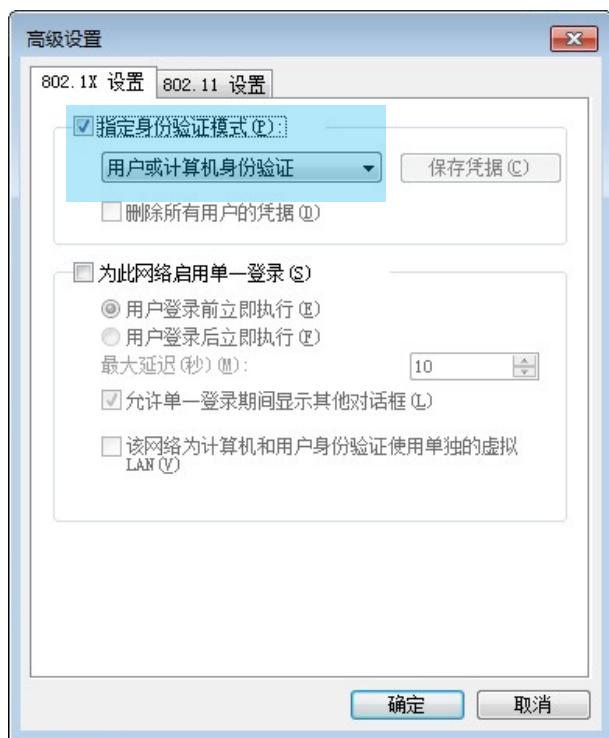 高级设置
802.1X 设置
802.11 设置
指定身份验证模式(P):
用户或计算机身份验证
保存凭据(C)
删除所有用户的凭据(D)
为此网络启用单一登录(S)
用户登录前立即执行(E)
用户登录后立即执行(F)
最大延迟(秒)(M):
10
允许单一登录期间显示其他对话框(L)
该网络为计算机和用户身份验证使用单独的虚拟
LAN(V)
确定
取消